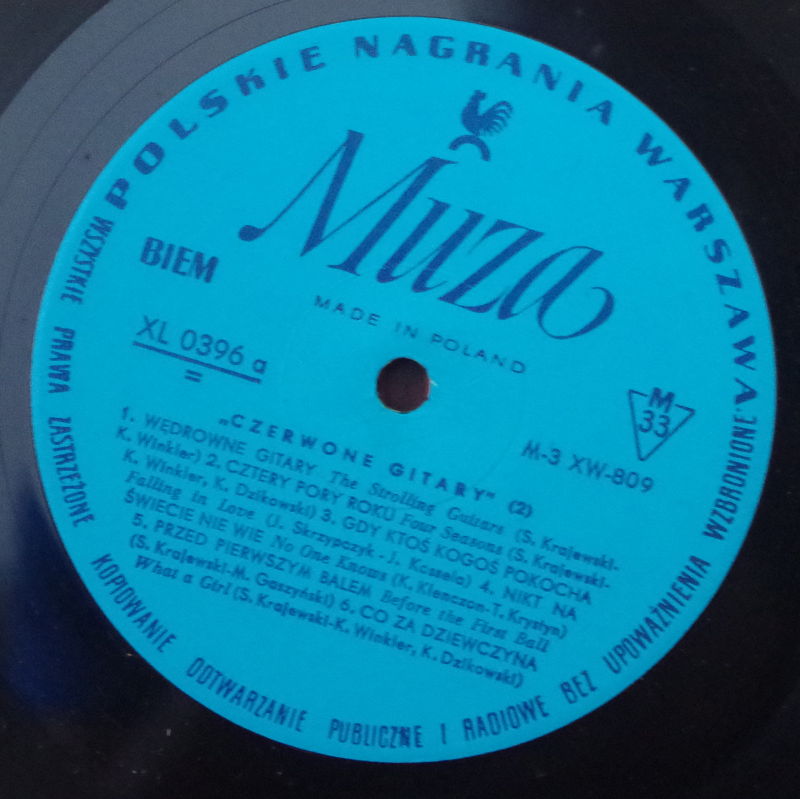 POLSKIE NAGRANIA WARSZAWA
Muza
BIEM
MADE IN POLAND
XL 0396 a
=
M
33
M-3 XW-809
„CZERWONE GITARY" (2)
1. WĘDROWNE GITARY The Strolling Guitars (S. Krajewski-
K. Winkler) 2. CZTERY PORY ROKU Four Seasons (S. Krajewski-
K. Winkler, K. Dzikowski) 3. GDY KTOŚ KOGOŚ POKOCHA
Falling in Love (J. Skrzypczyk-J. Kossela) 4. NIKT NA
ŚWIECIE NIE WIE No One Knows (K. Klenczon-T. Krystyn)
5. PRZED PIERWSZYM BALEM Before the First Ball
(S. Krajewski-M. Gaszyński) 6. CO ZA DZIEWCZYNA
What a Girl (S. Krajewski-K. Winkler, K. Dzikowski)
WSZYSTKIE PRAWA ZASTRZEŻONE KOPIOWANIE ODTWARZANIE PUBLICZNE I RADIOWE BEZ UPOWAŻNIENIA WZBRONIONE